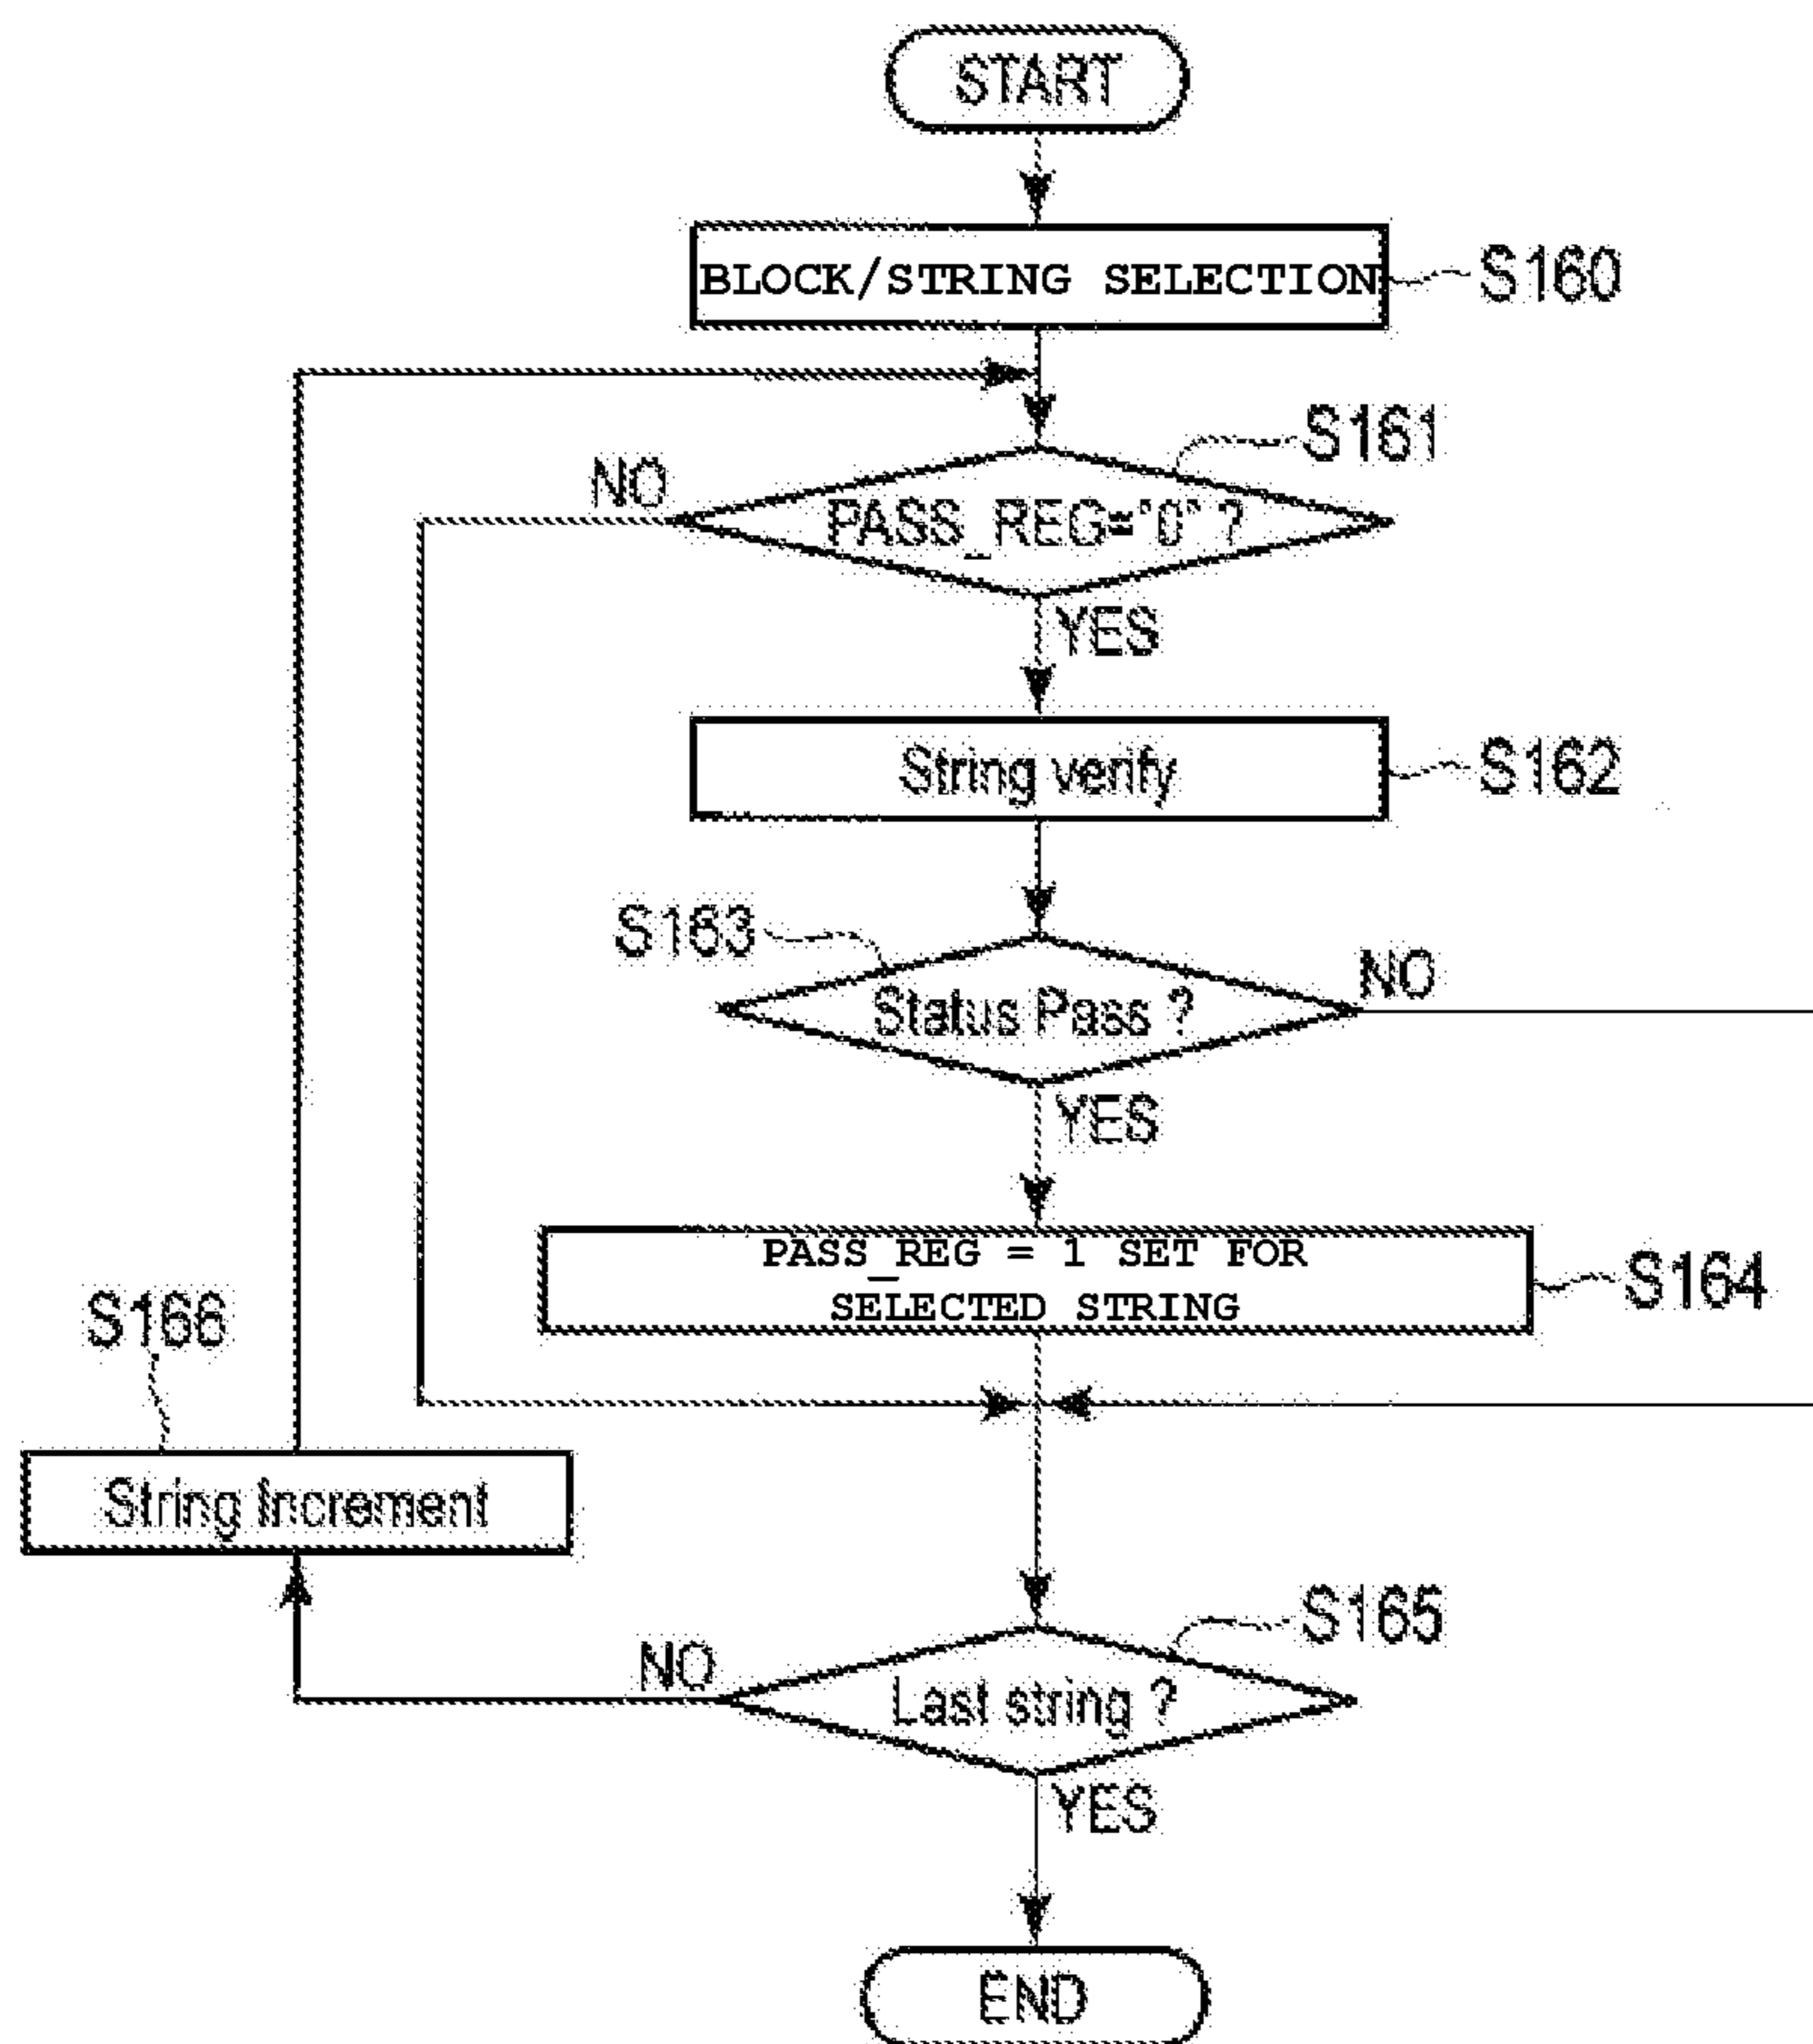 START
BLOCK/STRING SELECTION
S160
S161
NO
PASS_REG="0" ?
YES
String verify
S162
S163
Status Pass ?
NO
YES
PASS_REG = 1 SET FOR
SELECTED STRING
S164
S166
String Increment
S165
NO
Last string ?
YES
END